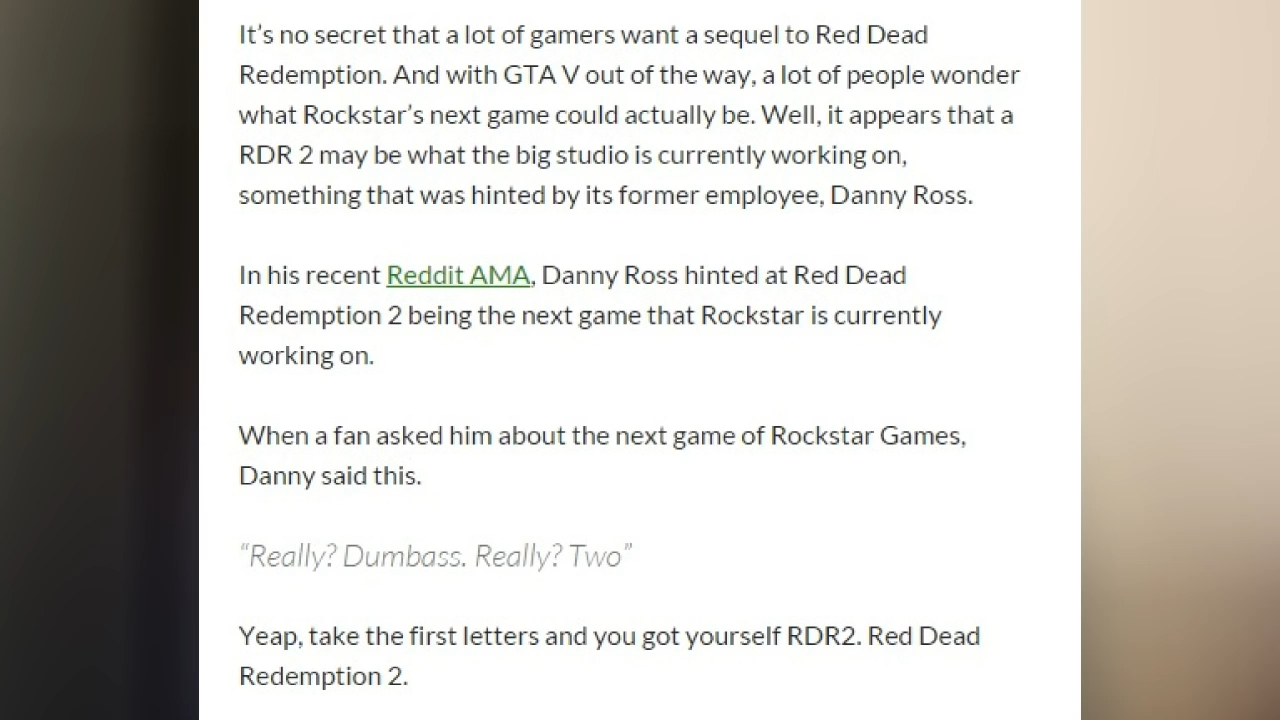 It’s no secret that a lot of gamers want a sequel to Red Dead
Redemption. And with GTA V out of the way, a lot of people wonder
what Rockstar’s next game could actually be. Well, it appears that a
RDR 2 may be what the big studio is currently working on,
something that was hinted by its former employee, Danny Ross.
In his recent Reddit AMA, Danny Ross hinted at Red Dead
Redemption 2 being the next game that Rockstar is currently
working on.
When a fan asked him about the next game of Rockstar Games,
Danny said this.
“Really? Dumbass. Really? Two”
Yeap, take the first letters and you got yourself RDR2. Red Dead
Redemption 2.